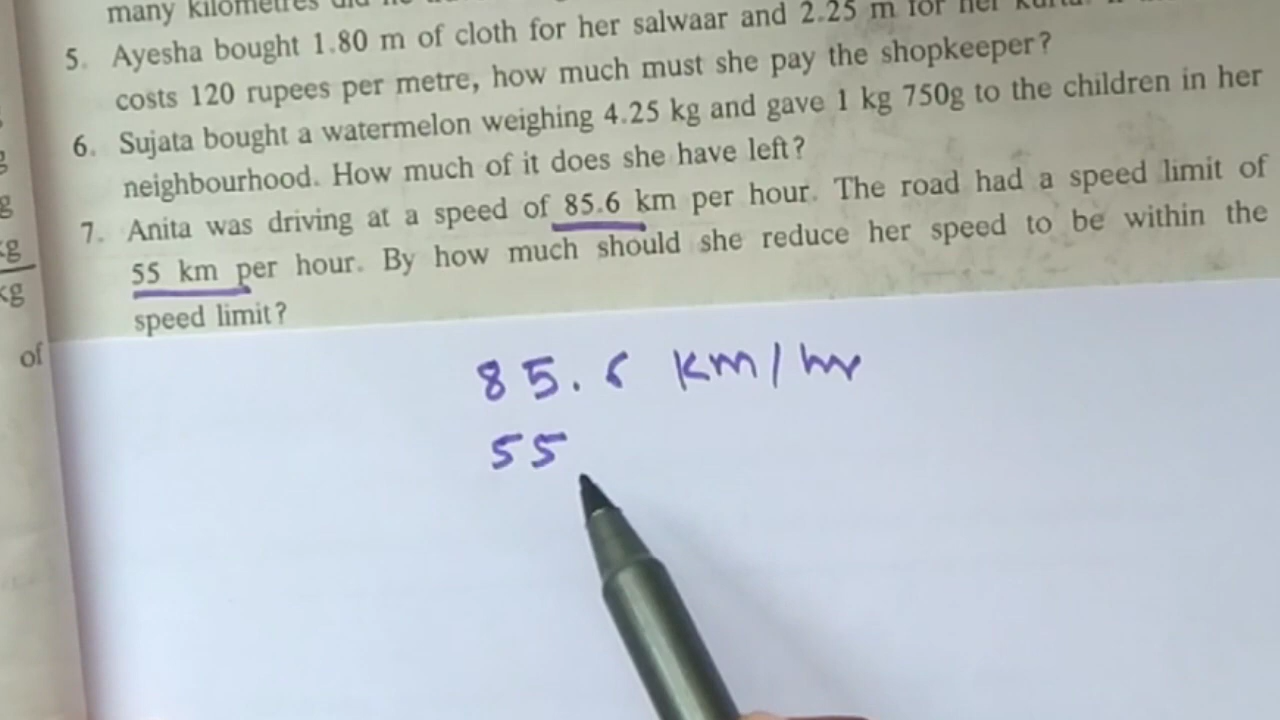 many kilometres
5. Ayesha bought 1.80 m of cloth for her salwaar and 2.25 m for her
costs 120 rupees per metre, how much must she pay the shopkeeper?
6. Sujata bought a watermelon weighing 4.25 kg and gave 1 kg 750g to the children in her
neighbourhood. How much of it does she have left?
7. Anita was driving at a speed of 85.6 km per hour. The road had a speed limit of
55 km per hour. By how much should she reduce her speed to be within the
speed limit?
kg
kg
of
85.6 km/hr
55